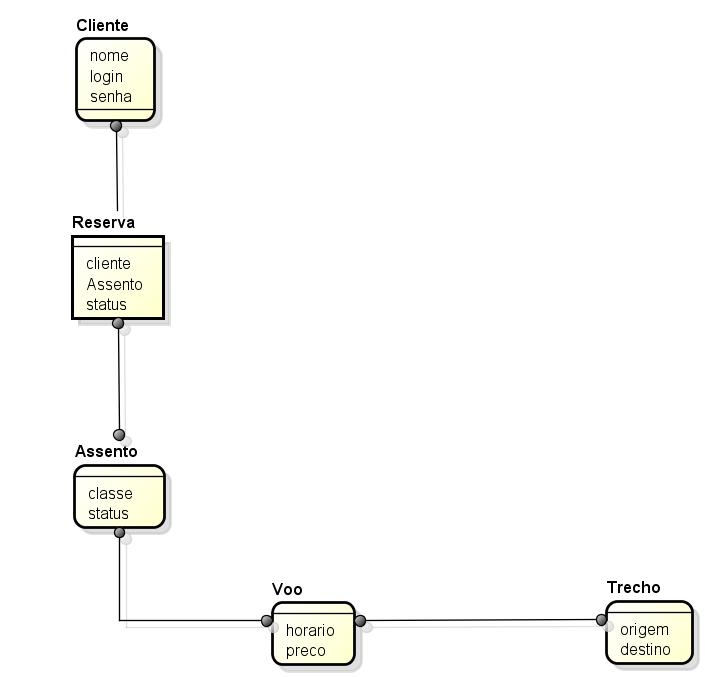 Cliente
nome
login
senha
Reserva
cliente
Assento
status
Assento
classe
status
Voo
horario
preco
Trecho
origem
destino